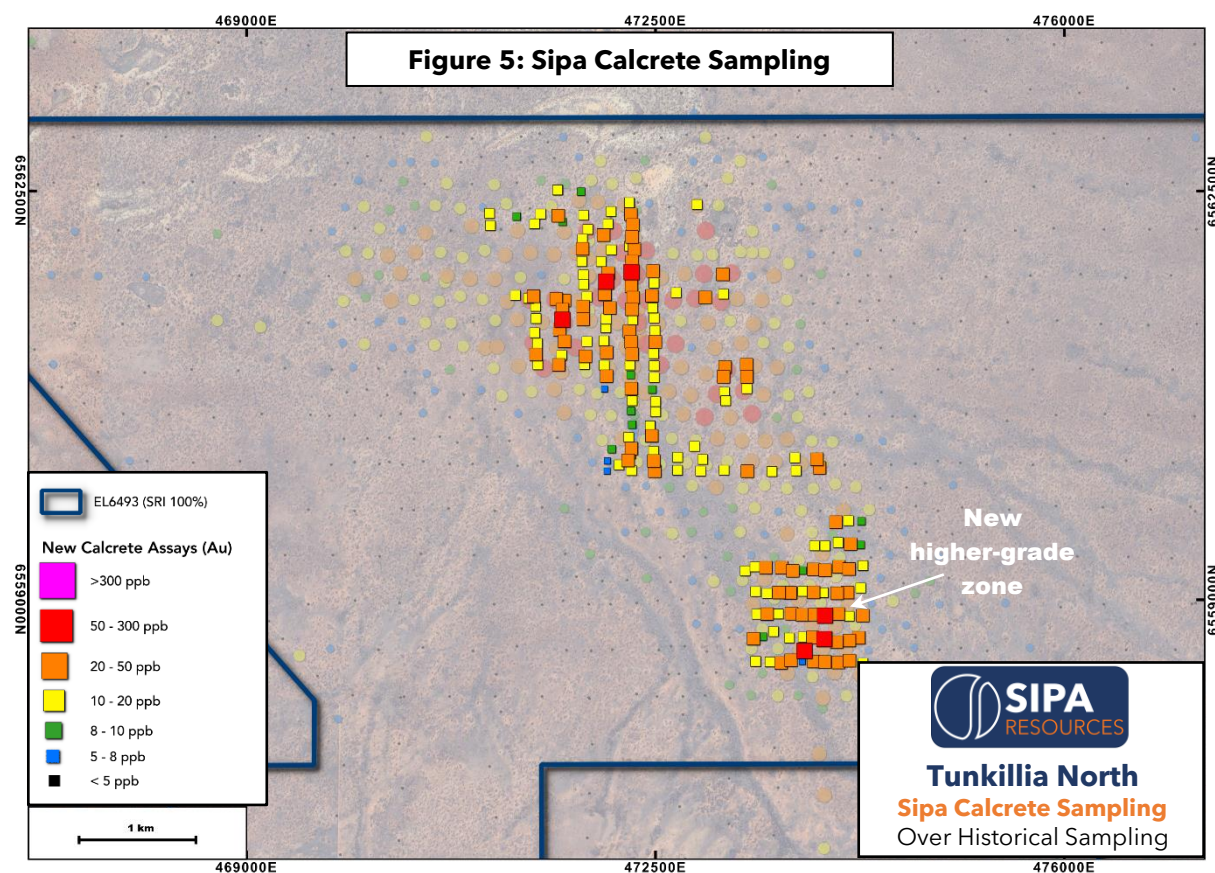 469000E
472500E
476000E
Figure 5: Sipa Calcrete Sampling
6562500N
6562500N
New
higher-grade
zone
6559000N
6559000N
EL6493 (SRI 100%)
New Calcrete Assays (Au)
>300 ppb
50 - 300 ppb
20 - 50 ppb
10 - 20 ppb
8 - 10 ppb
5 - 8 ppb
< 5 ppb
1 km
SIPA
RESOURCES
Tunkillia North
Sipa Calcrete Sampling
Over Historical Sampling
469000E
472500E
476000E